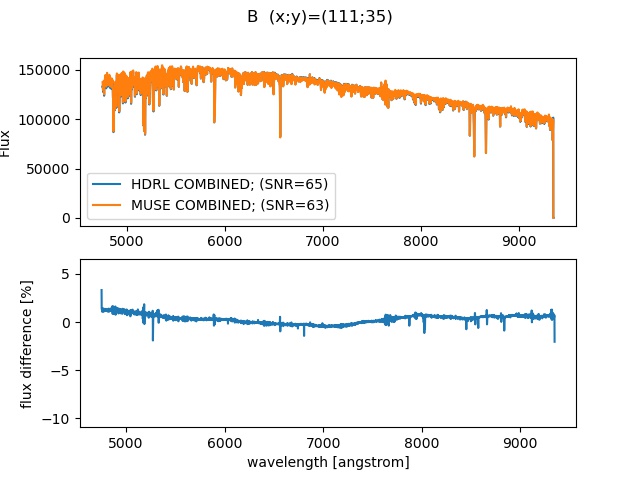 B (x;y)=(111;35)
150000
100000
50000
0
Flux
HDRL COMBINED; (SNR=65)
MUSE COMBINED; (SNR=63)
5000 6000 7000 8000 9000
5
0
−5
−10
flux difference [%]
5000 6000 7000 8000 9000
wavelength [angstrom]